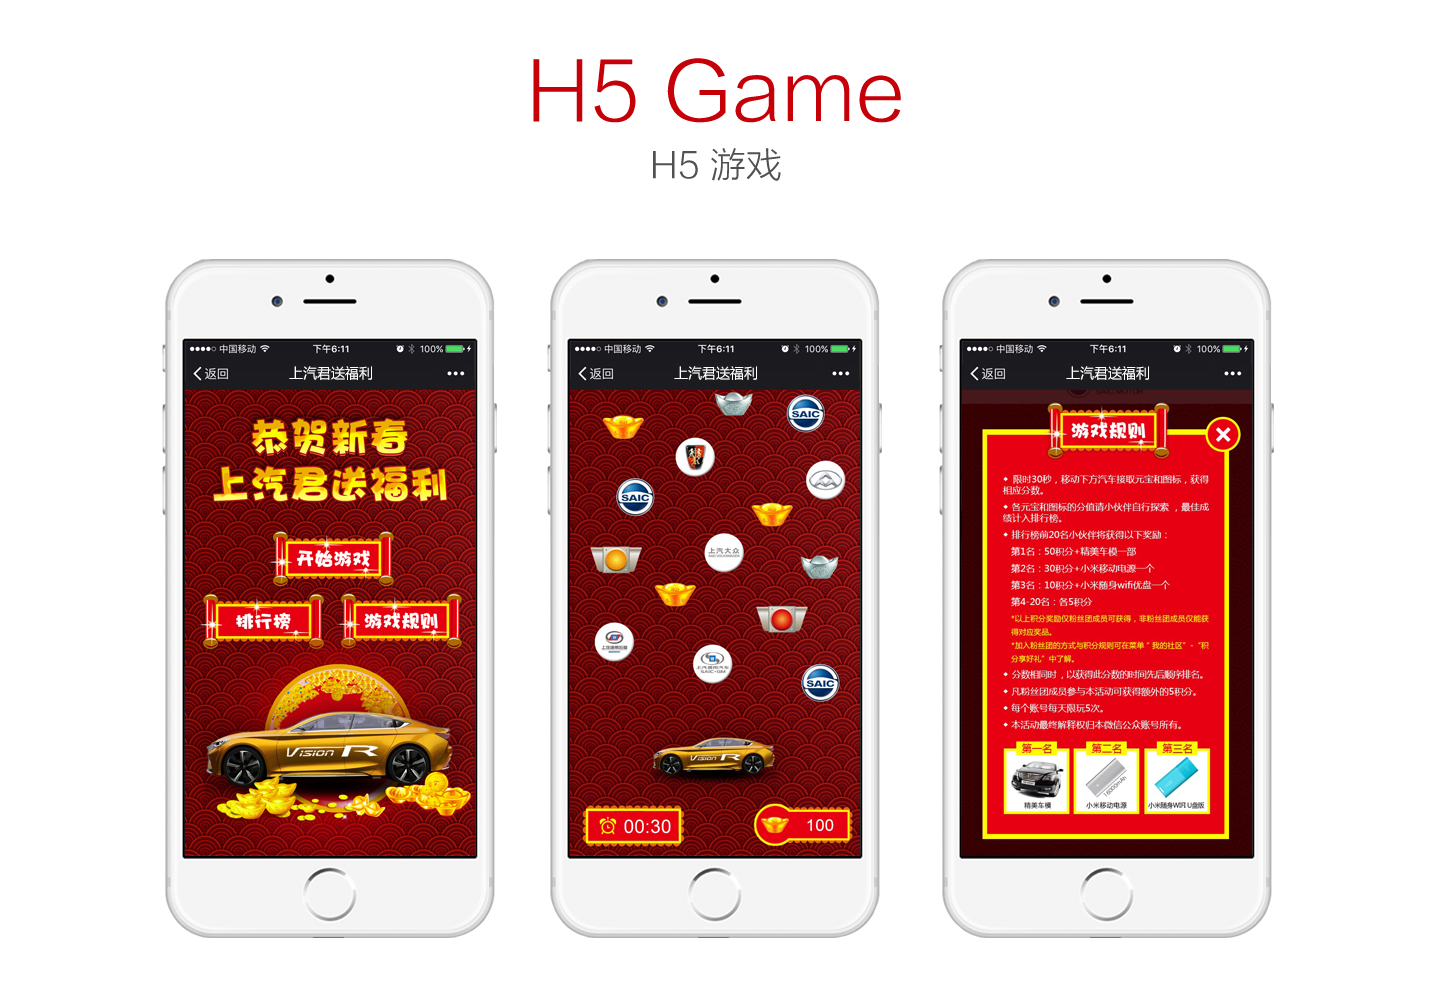 H5 Game
H5 游戏
中国移动
下午6:11
100%
返回
上汽君送福利
恭贺新春
上汽君送福利
开始游戏
排行榜
游戏规则
Vision R
中国移动
下午6:11
100%
返回
上汽君送福利
SAIC
SAIC
上汽大众
SAIC
Vision R
00:30
100
中国移动
下午6:11
100%
返回
上汽君送福利
游戏规则
限时30秒，移动下方汽车接取元宝和图标，获得
相应分数。
各元宝和图标的分值请小伙伴自行探索，最佳成
绩计入排行榜。
排行榜前20名小伙伴将获得以下奖励：
第1名：50积分+精美车模一部
第2名：30积分+小米移动电源一个
第3名：10积分+小米随身wifi优盘一个
第4-20名：各5积分
*以上积分奖励仅粉丝团成员可获得，非粉丝团成员仅能获
得对应奖品。
*加入粉丝团的方式与积分规则可在菜单“我的社区”-“积
分享好礼”中了解。
分数相同时，以获得此分数的时间先后顺序排名。
凡粉丝团成员参与本活动可获得额外的5积分。
每个账号每天限玩5次。
本活动最终解释权归本微信公众账号所有。
第一名
第二名
第三名
16000mAh
精美车模
小米移动电源
小米随身WIFI U盘版